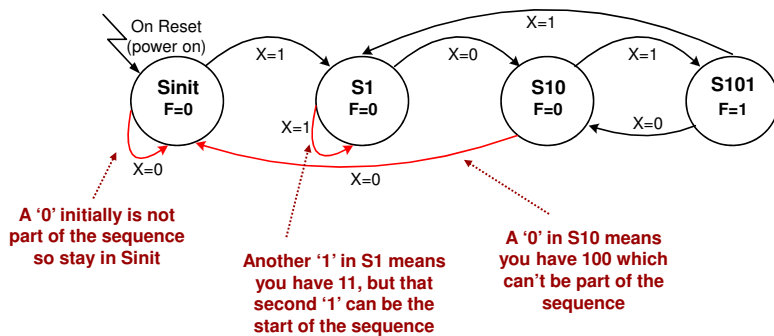 On Reset
(power on)
X=1
X=0
X=1
X=1
Sinit
F=0
S1
F=0
S10
F=0
S101
F=1
X=1
X=0
X=0
X=0
A ‘0’ initially is not
part of the sequence
so stay in Sinit
Another ‘1’ in S1 means
you have 11, but that
second ‘1’ can be the
start of the sequence
A ‘0’ in S10 means
you have 100 which
can’t be part of the
sequence